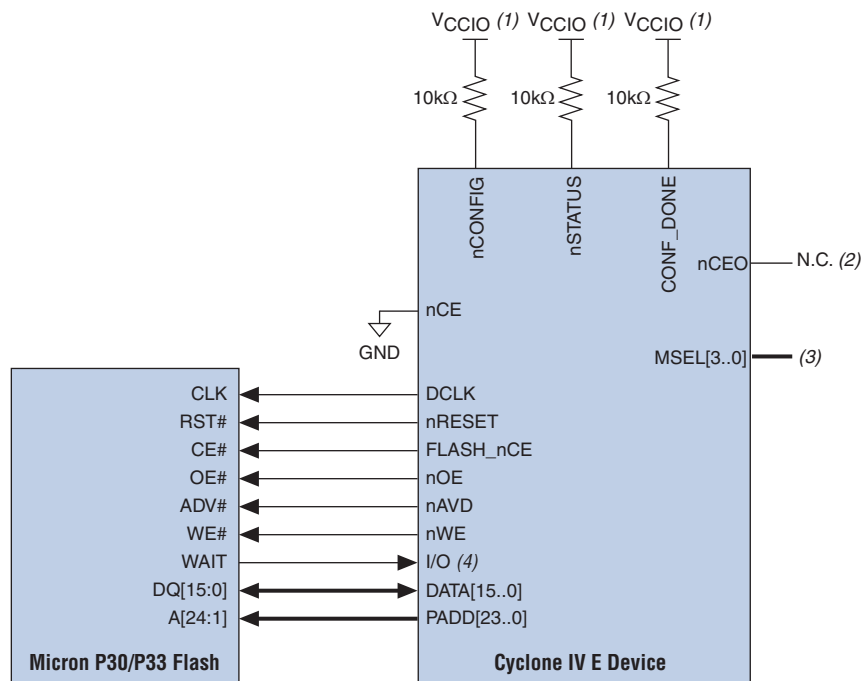 VCCIO (1) VCCIO (1) VCCIO (1)
10kΩ 10kΩ 10kΩ
nCONFIG
nSTATUS
CONF_DONE
nCEO N.C. (2)
nCE
GND
MSEL[3..0] (3)
CLK DCLK
RST# nRESET
CE# FLASH_nCE
OE# nOE
ADV# nAVD
WE# nWE
WAIT I/O (4)
DQ[15:0] DATA[15..0]
A[24:1] PADD[23..0]
Micron P30/P33 Flash Cyclone IV E Device